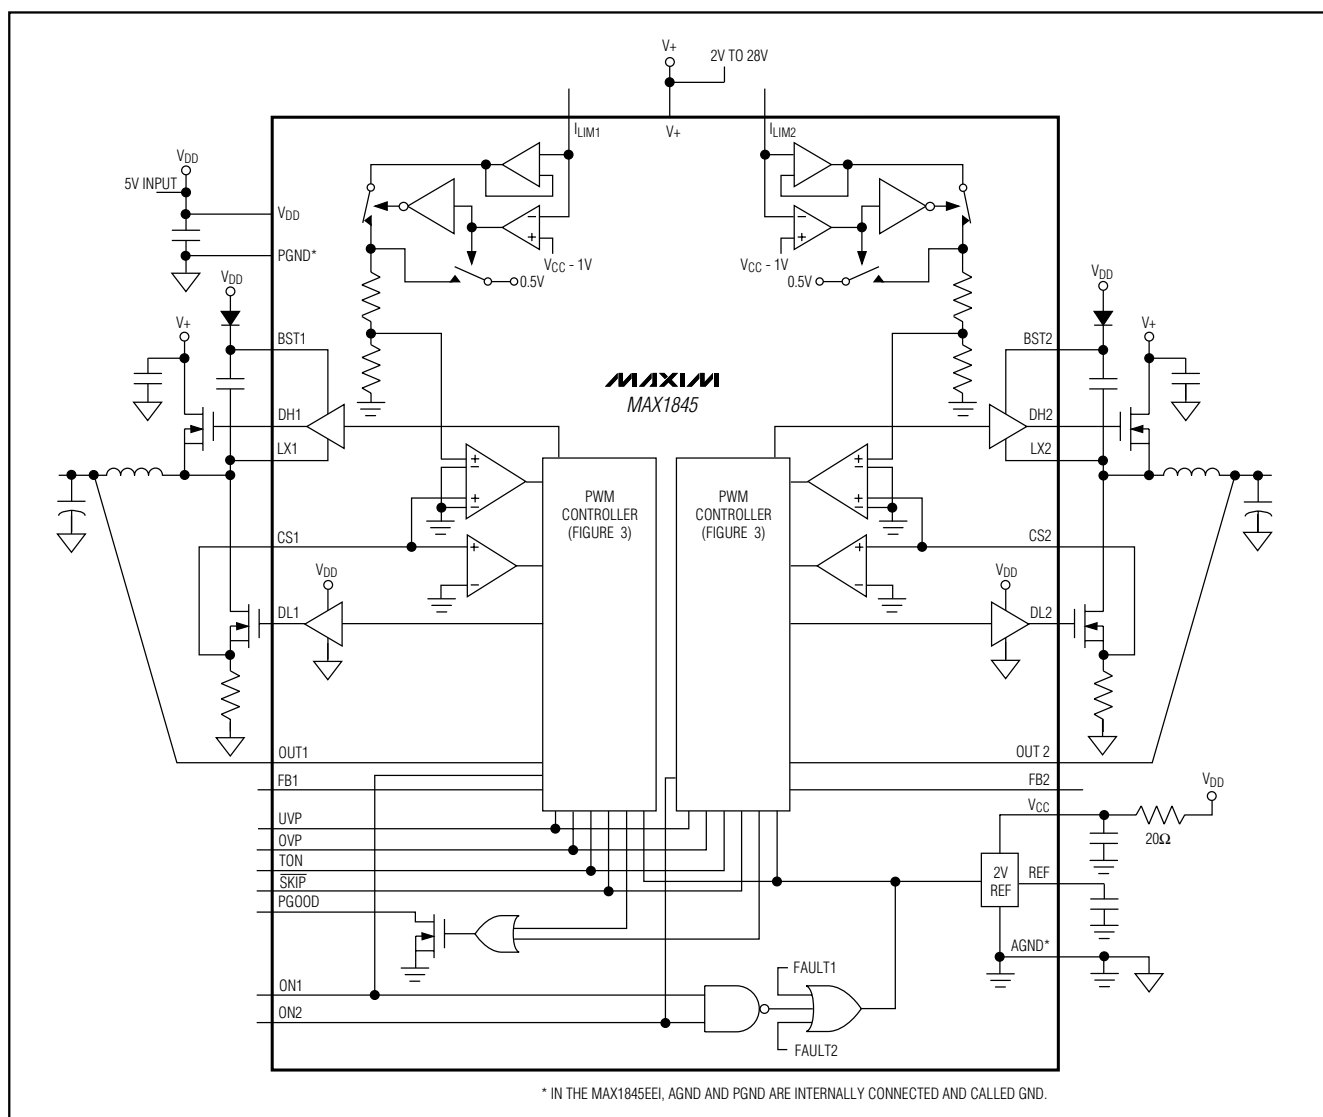 V+
2V TO 28V
ILIM1
V+
ILIM2
VDD
5V INPUT
VDD
PGND*
VCC - 1V
VCC - 1V
0.5V
0.5V
VDD
VDD
V+
V+
BST1
BST2
MAXIM
MAX1845
DH1
DH2
LX1
LX2
PWM
CONTROLLER
(FIGURE 3)
PWM
CONTROLLER
(FIGURE 3)
+
−
+
−
+
−
+
−
CS1
CS2
+
−
+
−
VDD
VDD
DL1
DL2
OUT1
OUT 2
FB1
FB2
VDD
UVP
VCC
20Ω
OVP
TON
SKIP
2V
REF
REF
PGOOD
AGND*
FAULT1
ON1
ON2
FAULT2
* IN THE MAX1845EEI, AGND AND PGND ARE INTERNALLY CONNECTED AND CALLED GND.